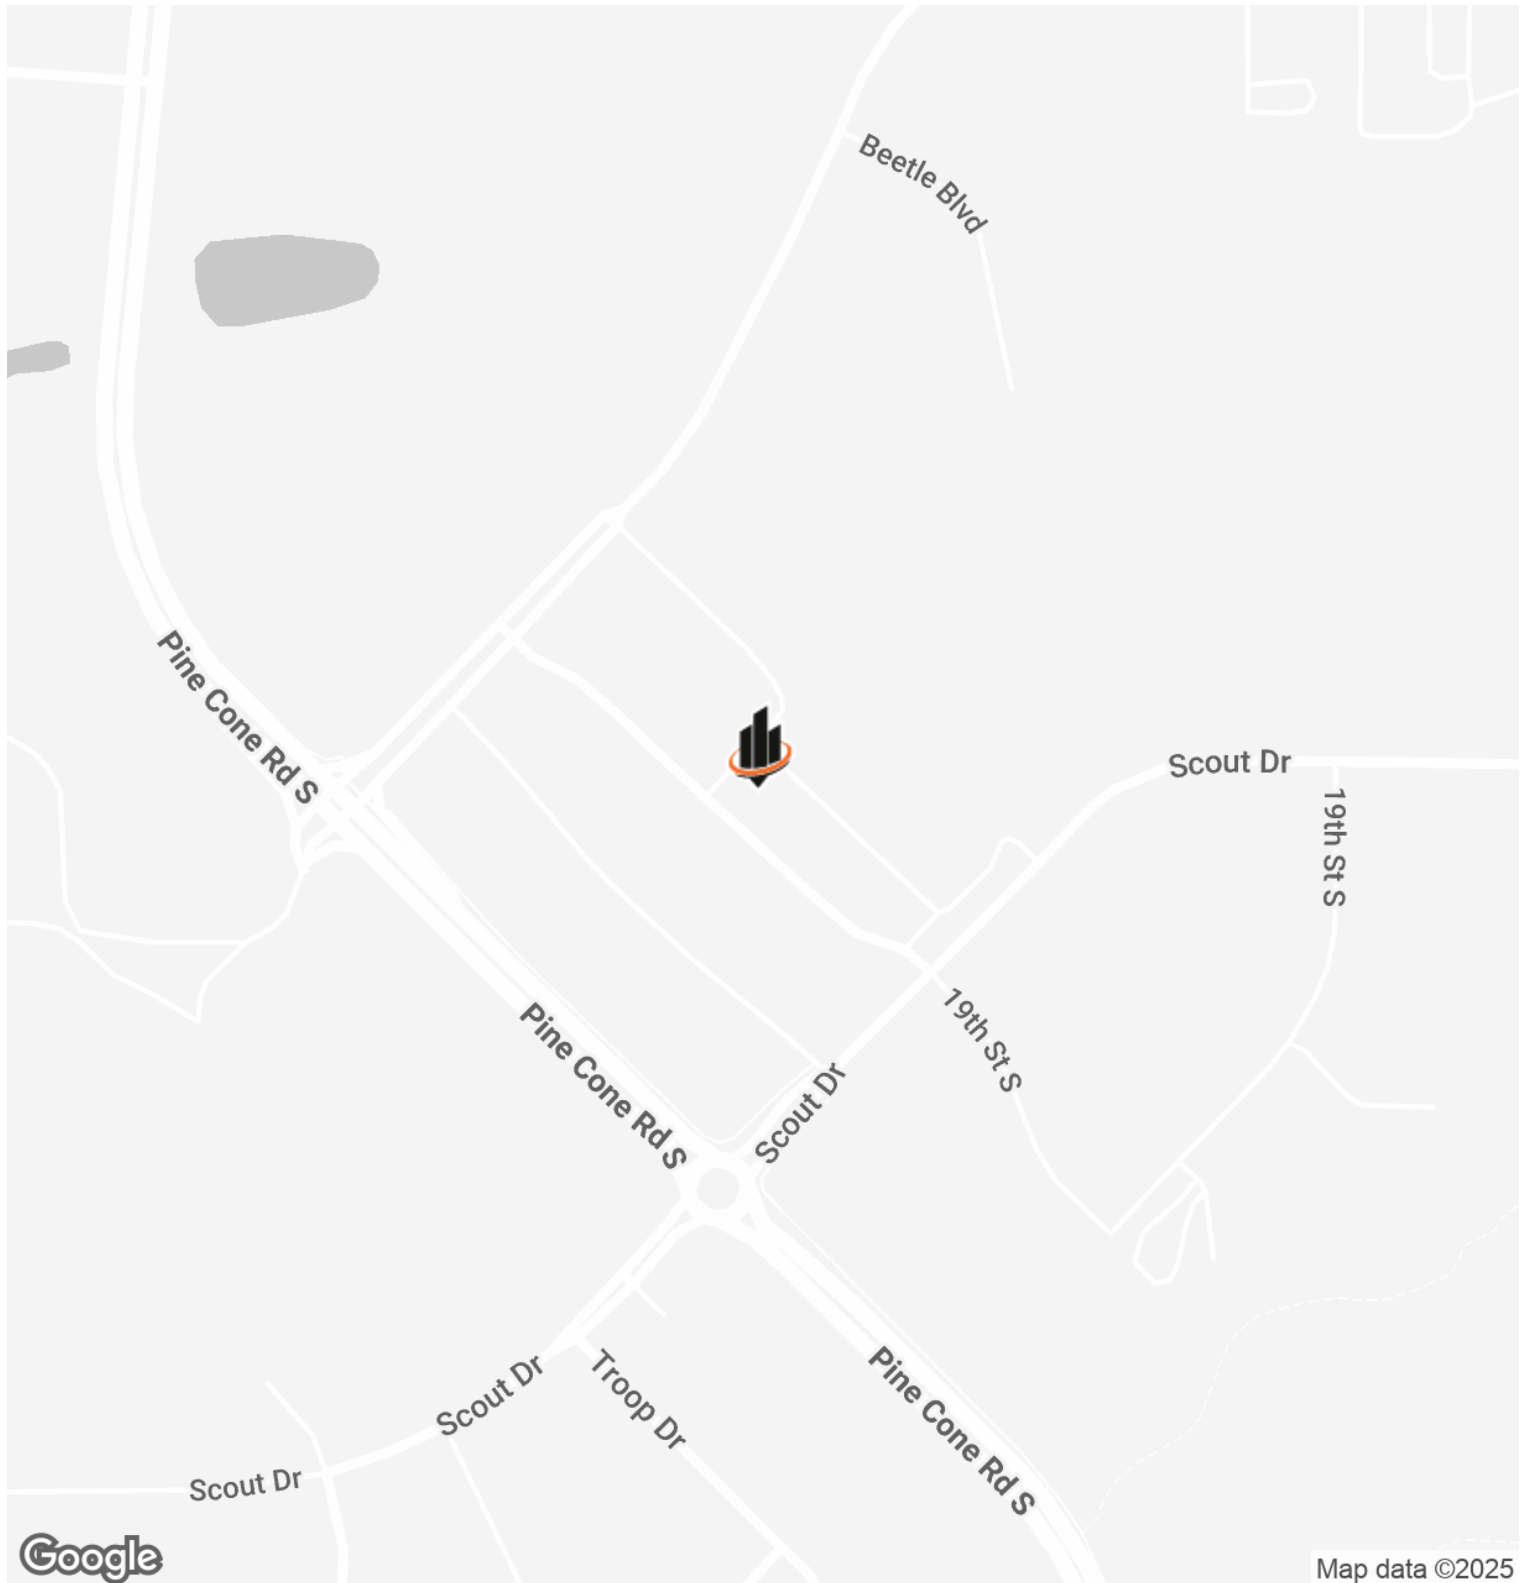 Beetle Blvd
Pine Cone Rd S
Scout Dr
19th St S
19th St S
Pine Cone Rd S
Scout Dr
Scout Dr
Troop Dr
Pine Cone Rd S
Scout Dr
Google
Map data ©2025